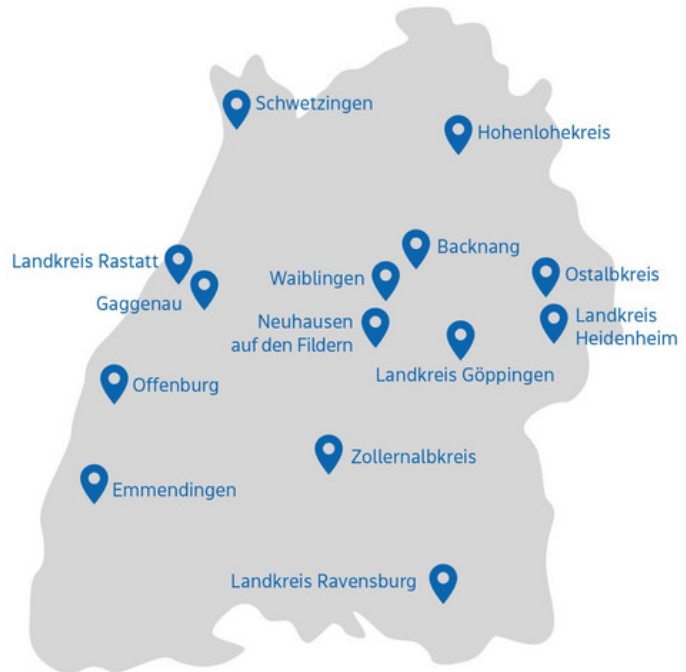 Schwetzingen
Hohenlohekreis
Backnang
Landkreis Rastatt
Waiblingen
Ostalbkreis
Gaggenau
Neuhausen
auf den Fildern
Landkreis
Heidenheim
Landkreis Göppingen
Offenburg
Zollernalbkreis
Emmendingen
Landkreis Ravensburg